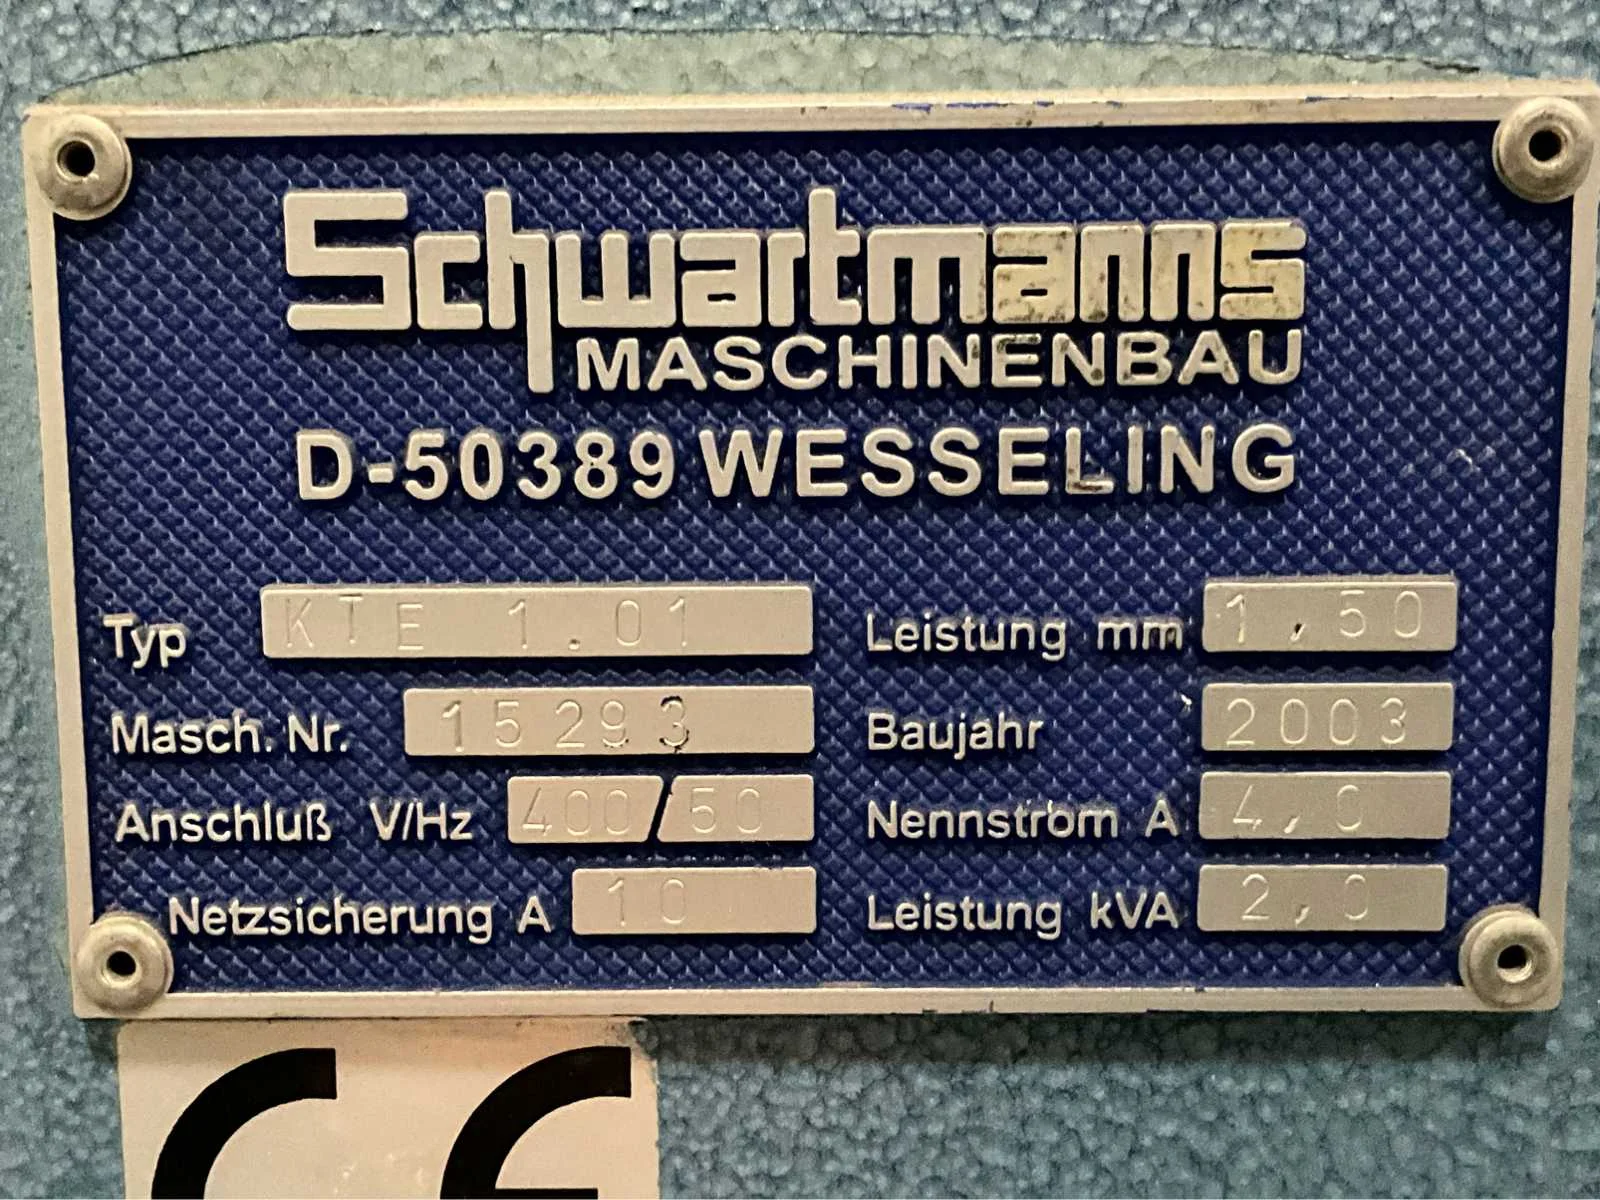 Schwartmanns
MASCHINENBAU
D-50389 WESSELING
Typ KTE 1.01 Leistung mm 1,50
Masch. Nr. 15293 Baujahr 2003
Anschluß V/Hz 400/50 Nennstrom A 4,0
Netzsicherung A 10 Leistung kVA 2,0
CE